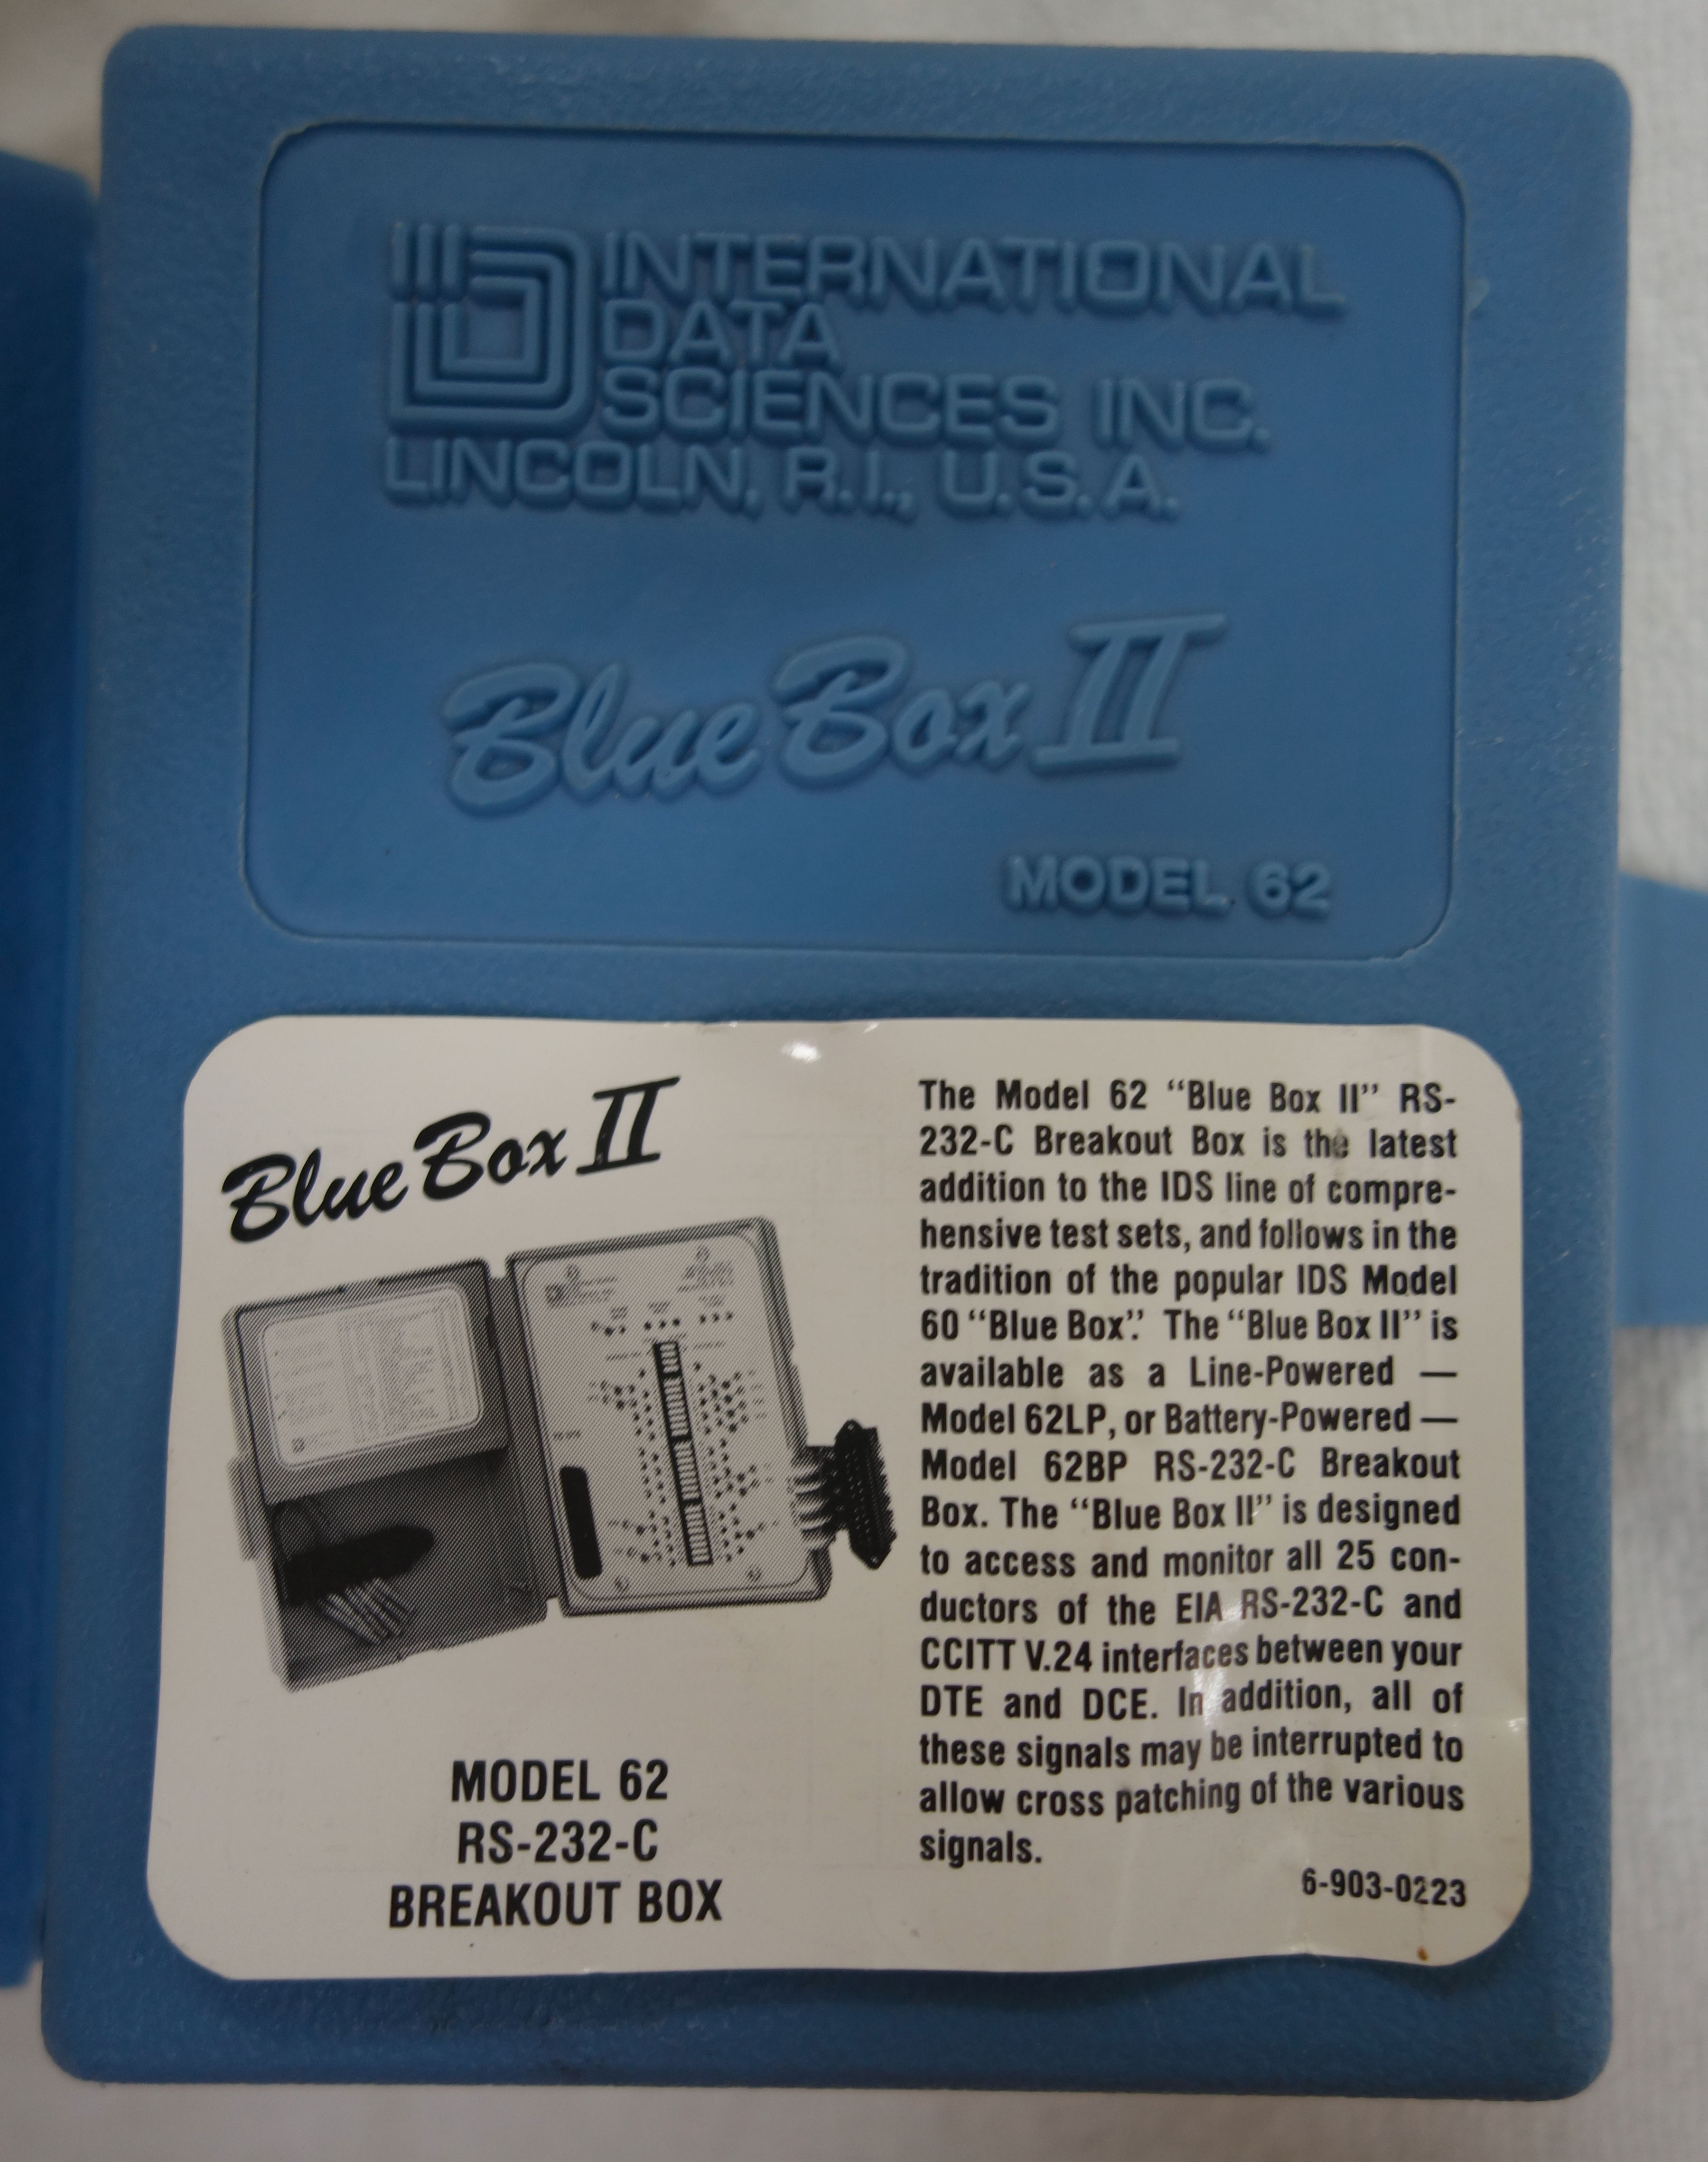 INTERNATIONAL
DATA
SCIENCES INC.
LINCOLN, R.I., U.S.A.
Blue Box II
MODEL 62
Blue Box II
MODEL 62
RS-232-C
BREAKOUT BOX
The Model 62 “Blue Box II” RS-
232-C Breakout Box is the latest
addition to the IDS line of compre-
hensive test sets, and follows in the
tradition of the popular IDS Model
60 “Blue Box”. The “Blue Box II” is
available as a Line-Powered —
Model 62LP, or Battery-Powered —
Model 62BP RS-232-C Breakout
Box. The “Blue Box II” is designed
to access and monitor all 25 con-
ductors of the EIA RS-232-C and
CCITT V.24 interfaces between your
DTE and DCE. In addition, all of
these signals may be interrupted to
allow cross patching of the various
signals.
6-903-0223